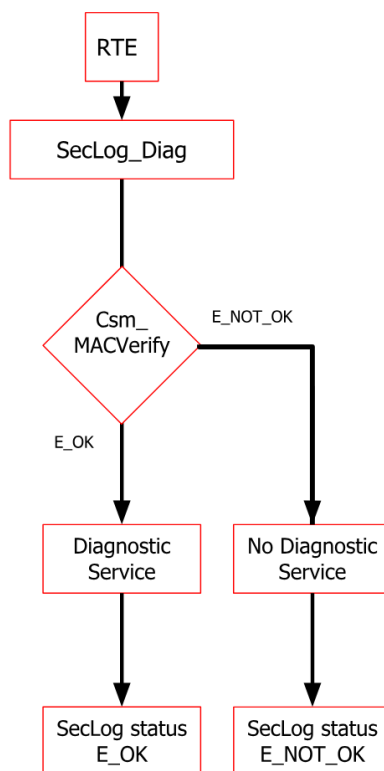 RTE
SecLog_Diag
Csm_
MACVerify
E_NOT_OK
E_OK
Diagnostic
Service
No Diagnostic
Service
SecLog status
E_OK
SecLog status
E_NOT_OK